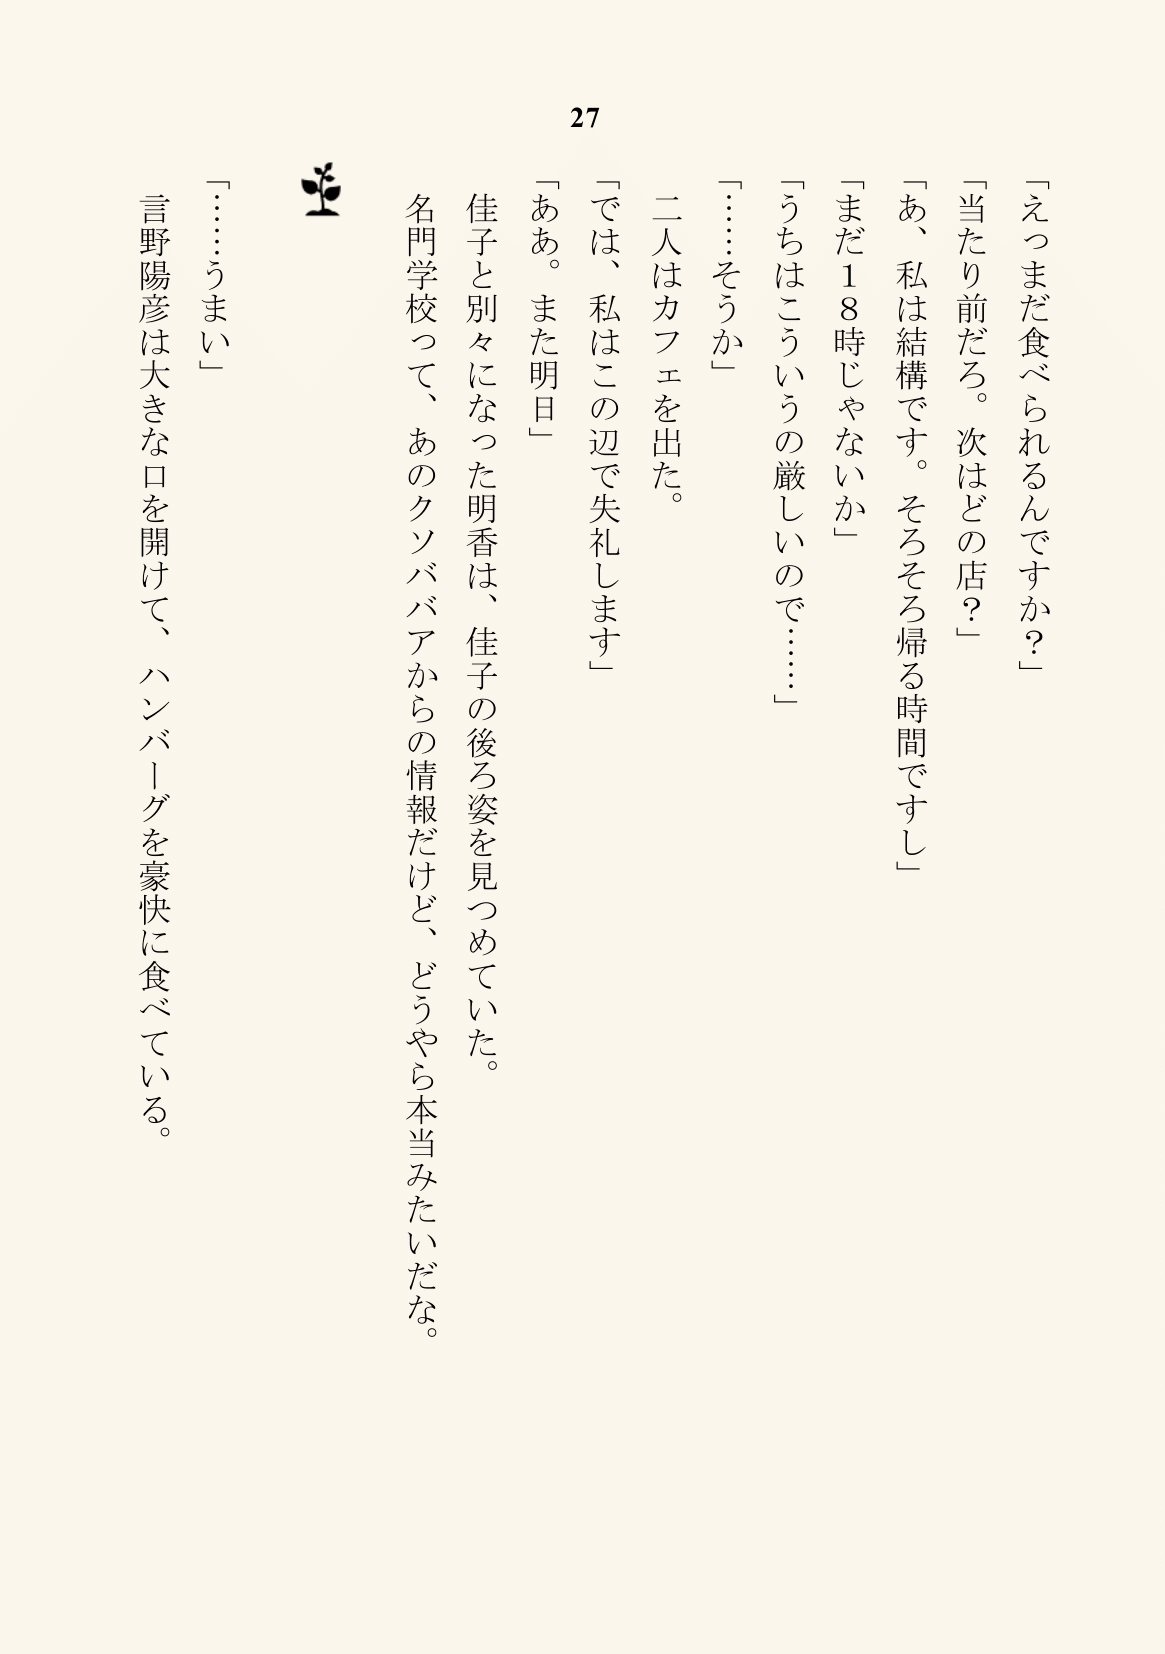 27
「えっまだ食べられるんですか？」
「当たり前だろ。次はどの店？」
「あ、私は結構です。そろそろ帰る時間ですし」
「まだ１８時じゃないか」
「うちはこういうの厳しいので……」
「……そうか」
二人はカフェを出た。
「では、私はこの辺で失礼します」
「ああ。また明日」
佳子と別々になった明香は、佳子の後ろ姿を見つめていた。
名門学校って、あのクソババアからの情報だけど、どうやら本当みたいだな。
「……うまい」
言野陽彦は大きな口を開けて、ハンバーグを豪快に食べている。